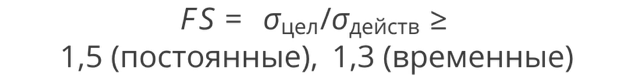 FS = σцел/σдейств ≥
1,5 (постоянные), 1,3 (временные)